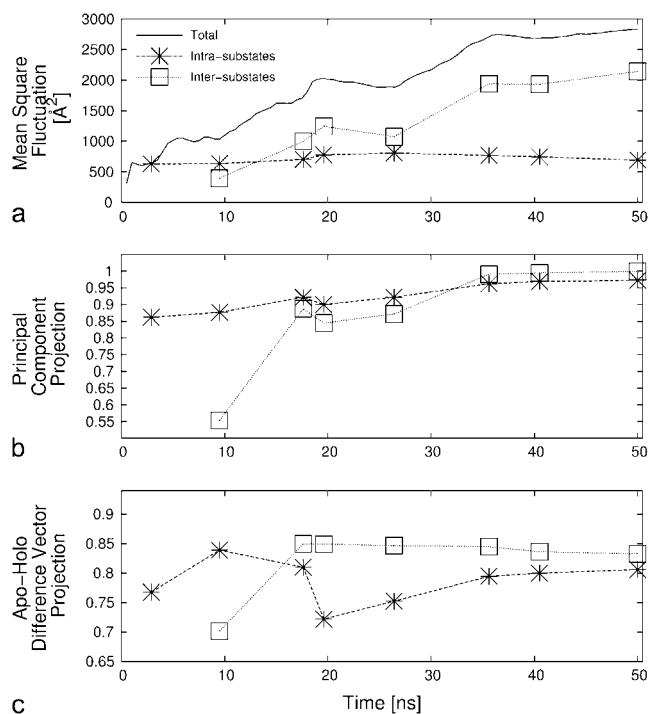 3000
2500
2000
1500
1000
500
0
Mean Square
Fluctuation
[Å²]
Total
Intra-substates
Inter-substates
0 10 20 30 40 50
a
1
0.95
0.9
0.85
0.8
0.75
0.7
0.65
0.6
0.55
Principal
Component
Projection
0 10 20 30 40 50
b
0.9
0.85
0.8
0.75
0.7
0.65
Apo-Holo
Difference Vector
Projection
0 10 20 30 40 50
c
Time [ns]